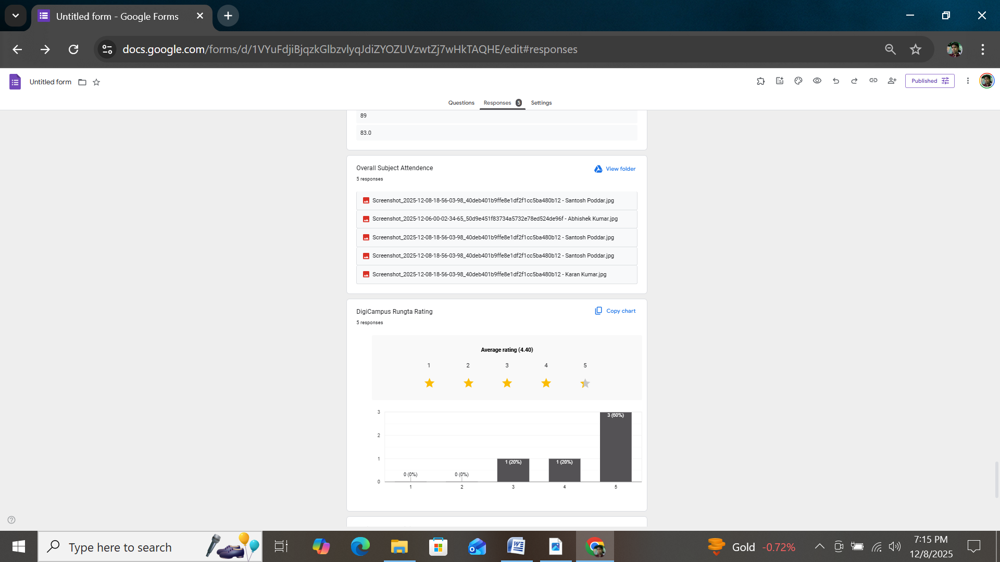 Untitled form - Google Forms
docs.google.com/forms/d/1VYuFdjiBjqzkGlbzvlyqJdiZYOZUVzwtZj7wHkTAQHE/edit#responses
Untitled form
Published
Questions
Responses 5
Settings
89
83.0
Overall Subject Attendence
View folder
5 responses
Screenshot_2025-12-08-18-56-03-98_40deb401b9ffe8e1df2f1cc5ba480b12 - Santosh Poddar.jpg
Screenshot_2025-12-06-00-02-34-65_50d9e451f83734a5732e78ed524de96f - Abhishek Kumar.jpg
Screenshot_2025-12-08-18-56-03-98_40deb401b9ffe8e1df2f1cc5ba480b12 - Santosh Poddar.jpg
Screenshot_2025-12-08-18-56-03-98_40deb401b9ffe8e1df2f1cc5ba480b12 - Santosh Poddar.jpg
Screenshot_2025-12-08-18-56-03-98_40deb401b9ffe8e1df2f1cc5ba480b12 - Karan Kumar.jpg
DigiCampus Rungta Rating
Copy chart
5 responses
Average rating (4.40)
1 2 3 4 5
3
3 (60%)
2
1
1 (20%) 1 (20%)
0 (0%) 0 (0%)
0
1 2 3 4 5
Type here to search
Gold -0.72%
7:15 PM
12/8/2025